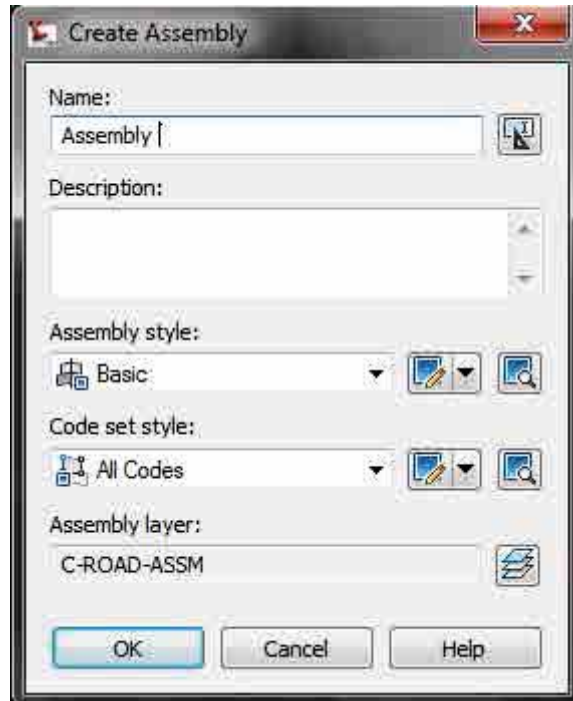 Create Assembly
Name:
Assembly
Description:
Assembly style:
Basic
Code set style:
All Codes
Assembly layer:
C-ROAD-ASSM
OK Cancel Help